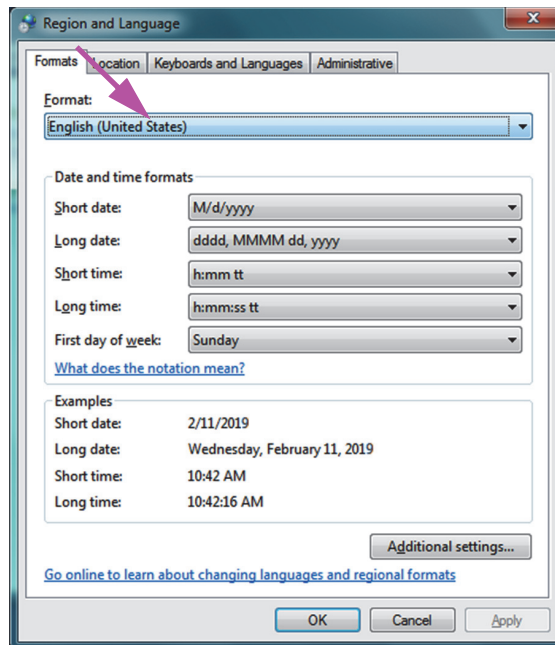 Region and Language
Formats Location Keyboards and Languages Administrative
Format:
English (United States)
Date and time formats
Short date: M/d/yyyy
Long date: dddd, MMMM dd, yyyy
Short time: h:mm tt
Long time: h:mm:ss tt
First day of week: Sunday
What does the notation mean?
Examples
Short date: 2/11/2019
Long date: Wednesday, February 11, 2019
Short time: 10:42 AM
Long time: 10:42:16 AM
Additional settings...
Go online to learn about changing languages and regional formats
OK Cancel Apply